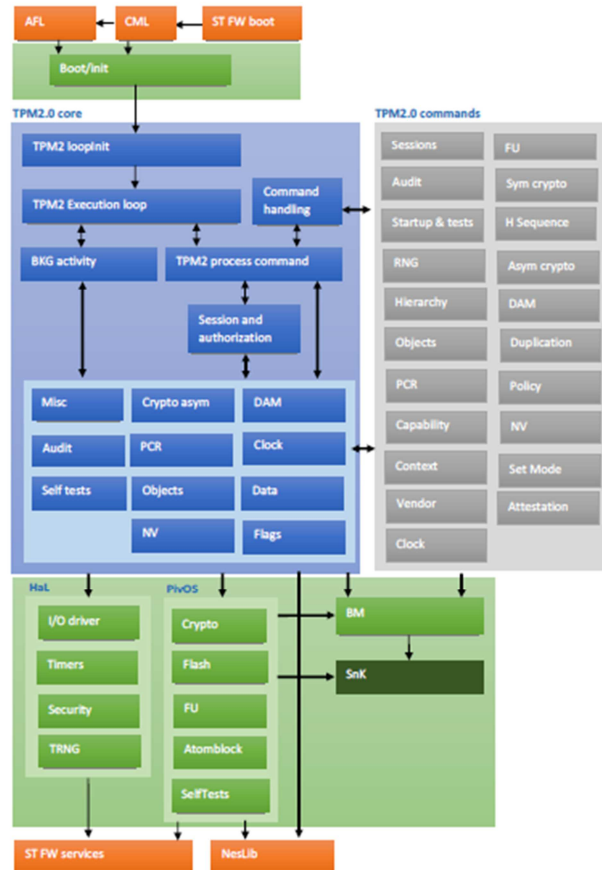 AFL
CML
ST FW boot
Boot/init
TPM2.0 core
TPM2 loopInit
TPM2 Execution loop
Command
handling
BKG activity
TPM2 process command
Session and
authorization
Misc
Crypto asym
DAM
Audit
PCR
Clock
Self tests
Objects
Data
NV
Flags
TPM2.0 commands
Sessions
FU
Audit
Sym crypto
Startup & tests
H Sequence
RNG
Asym crypto
Hierarchy
DAM
Objects
Duplication
PCR
Policy
Capability
NV
Context
Set Mode
Vendor
Attestation
Clock
HaL
I/O driver
Timers
Security
TRNG
PivOS
Crypto
Flash
FU
Atomblock
SelfTests
BM
SnK
ST FW services
NesLib